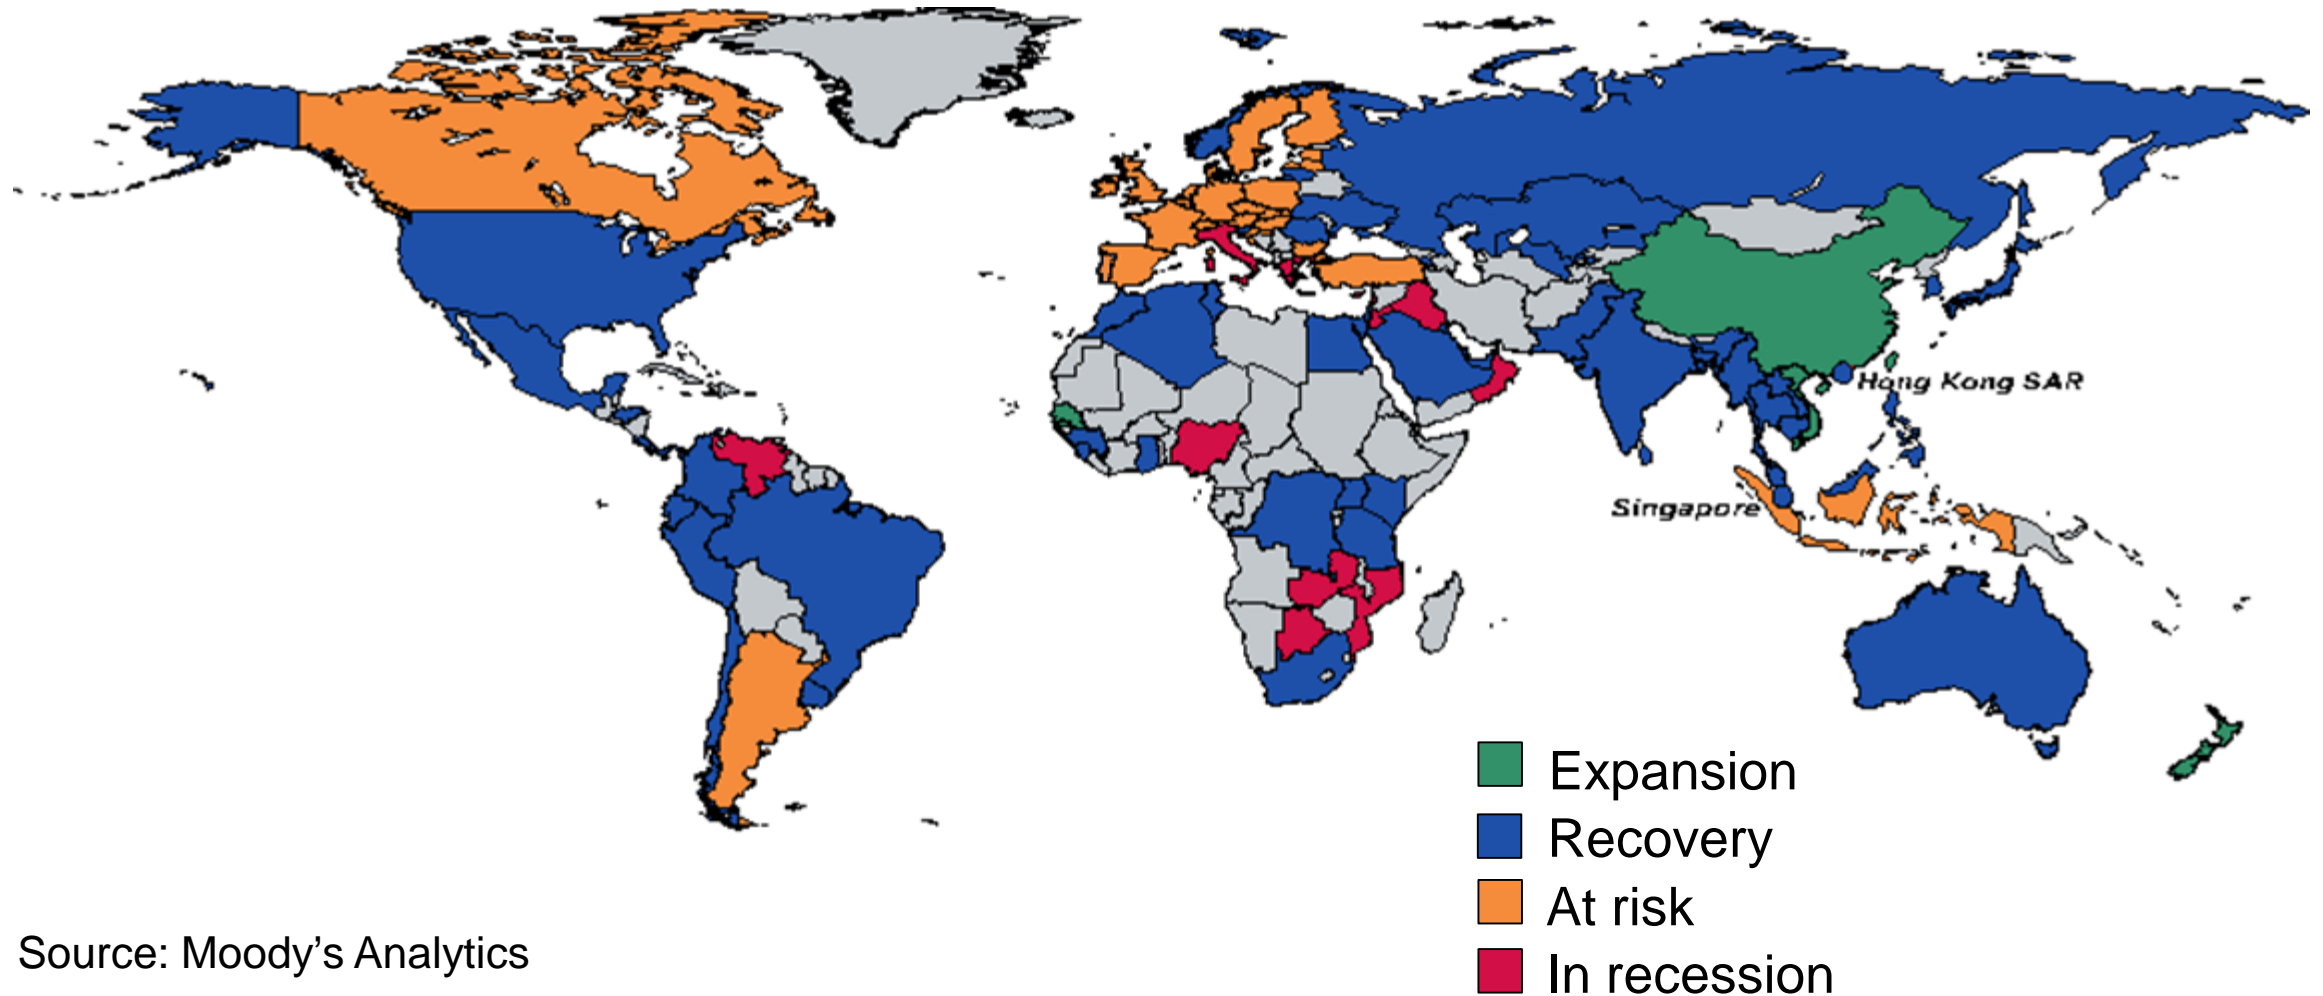 Hong Kong SAR
Singapore
Expansion
Recovery
At risk
In recession
Source: Moody’s Analytics